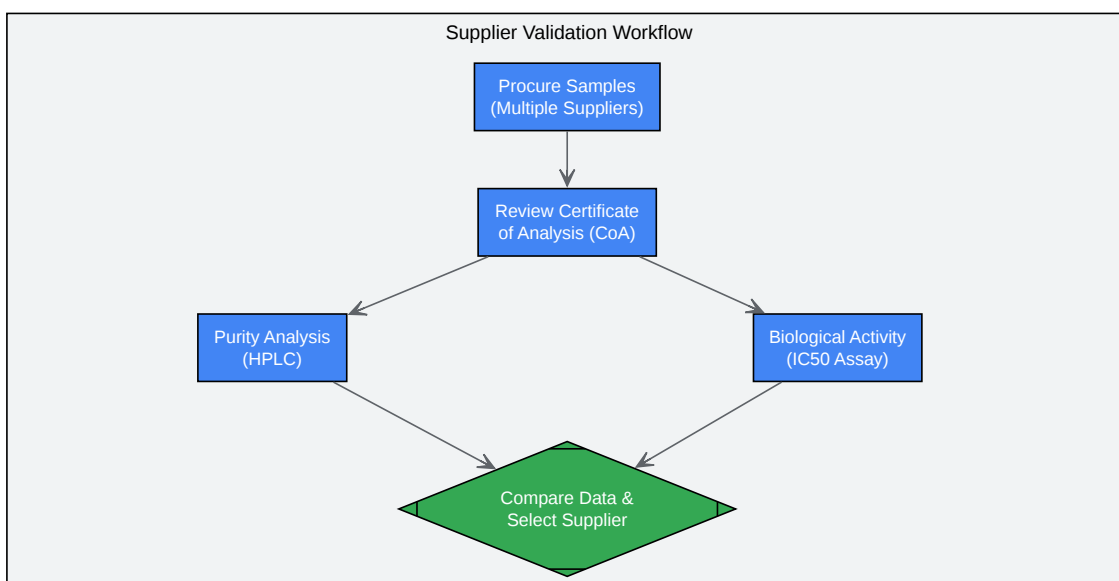 Supplier Validation Workflow
Procure Samples
(Multiple Suppliers)
Review Certificate
of Analysis (CoA)
Purity Analysis
(HPLC)
Biological Activity
(IC50 Assay)
Compare Data &
Select Supplier